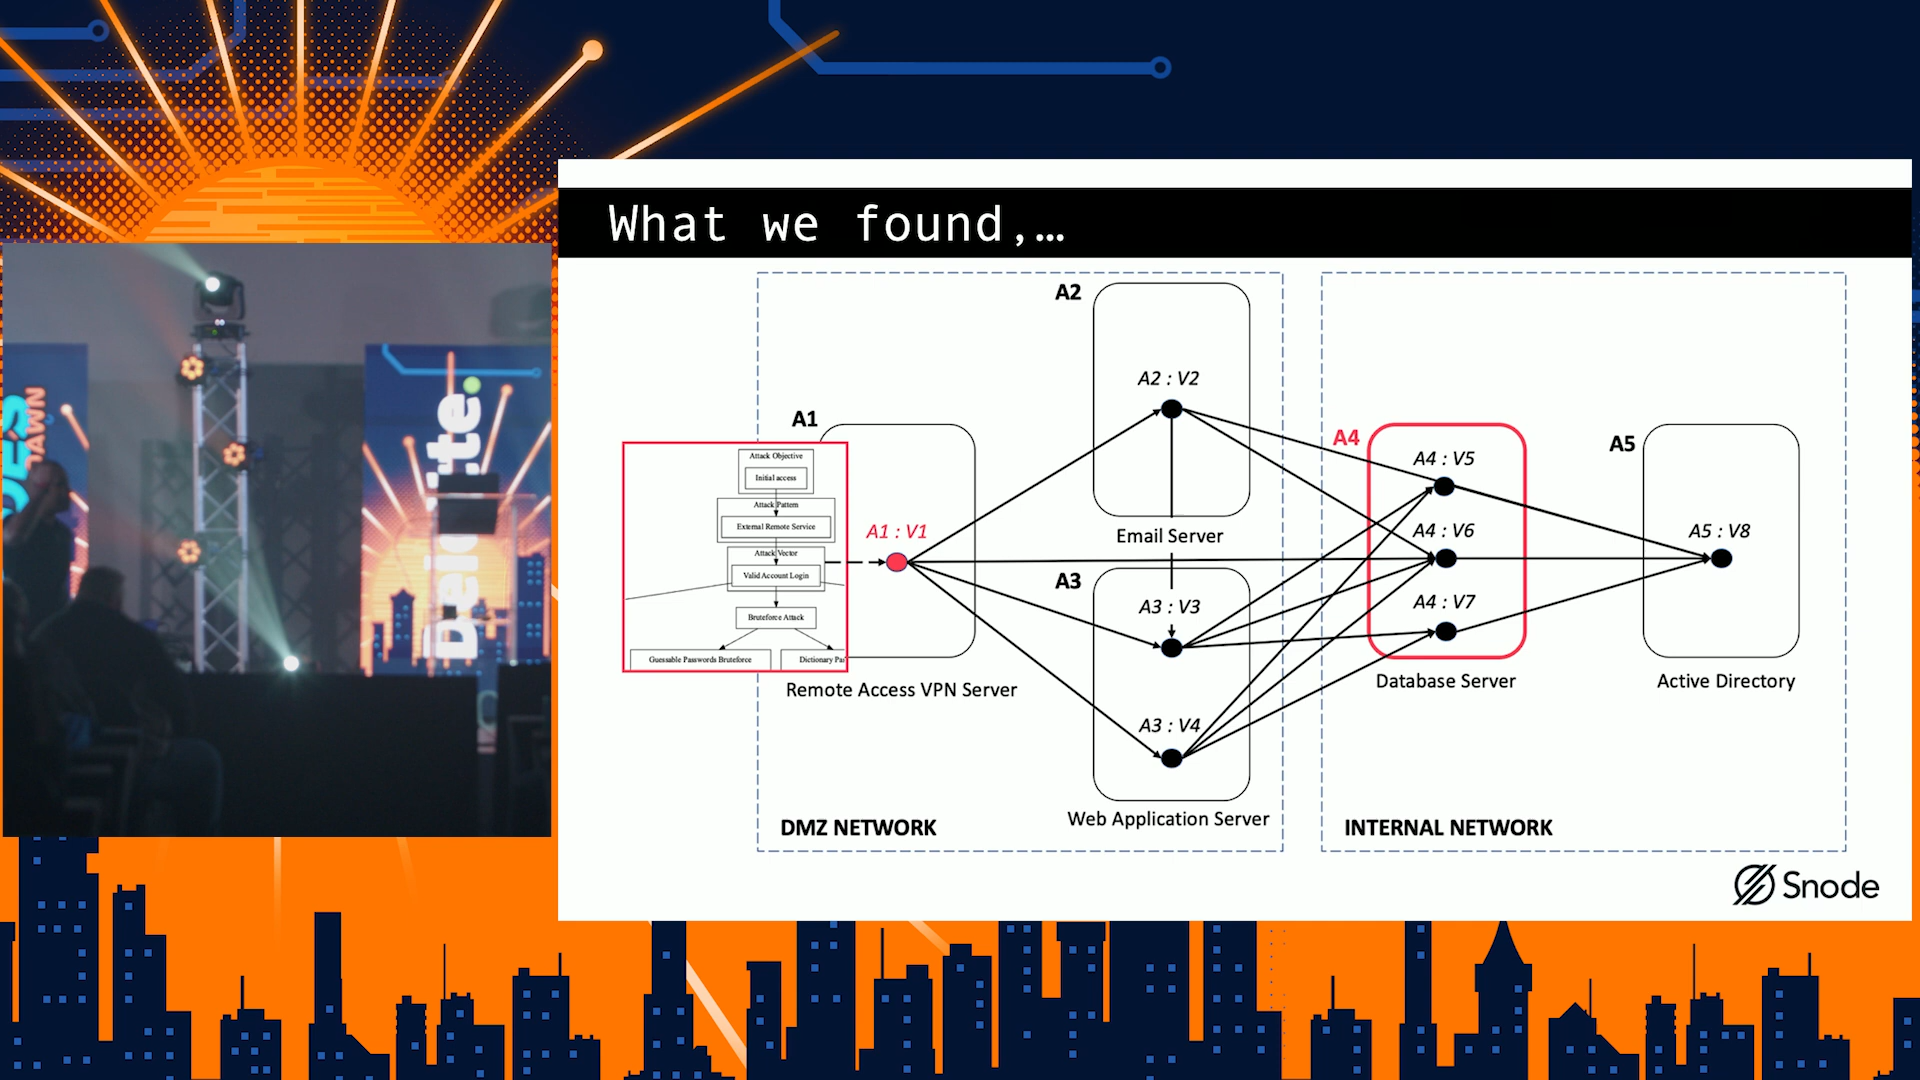 What we found,…
A2
A2 : V2
A1
A4
A5
A4 : V5
Attack Objective
Initial access
Attack Pattern
External Remote Service
Attack Vector
Valid Account Login
Bruteforce Attack
Guessable Passwords Bruteforce
Dictionary
A1 : V1
Email Server
A4 : V6
A5 : V8
A3
A3 : V3
A4 : V7
Remote Access VPN Server
Database Server
Active Directory
A3 : V4
Web Application Server
DMZ NETWORK
INTERNAL NETWORK
Snode
DAWN